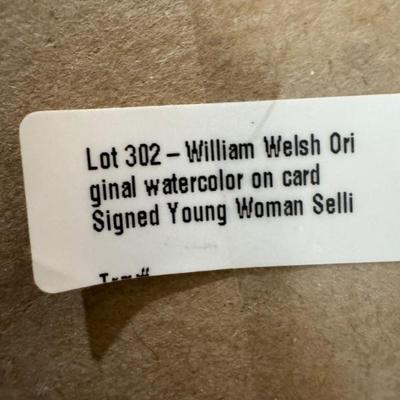 Lot 302 – William Welsh Ori
ginal watercolor on card
Signed Young Woman Selli